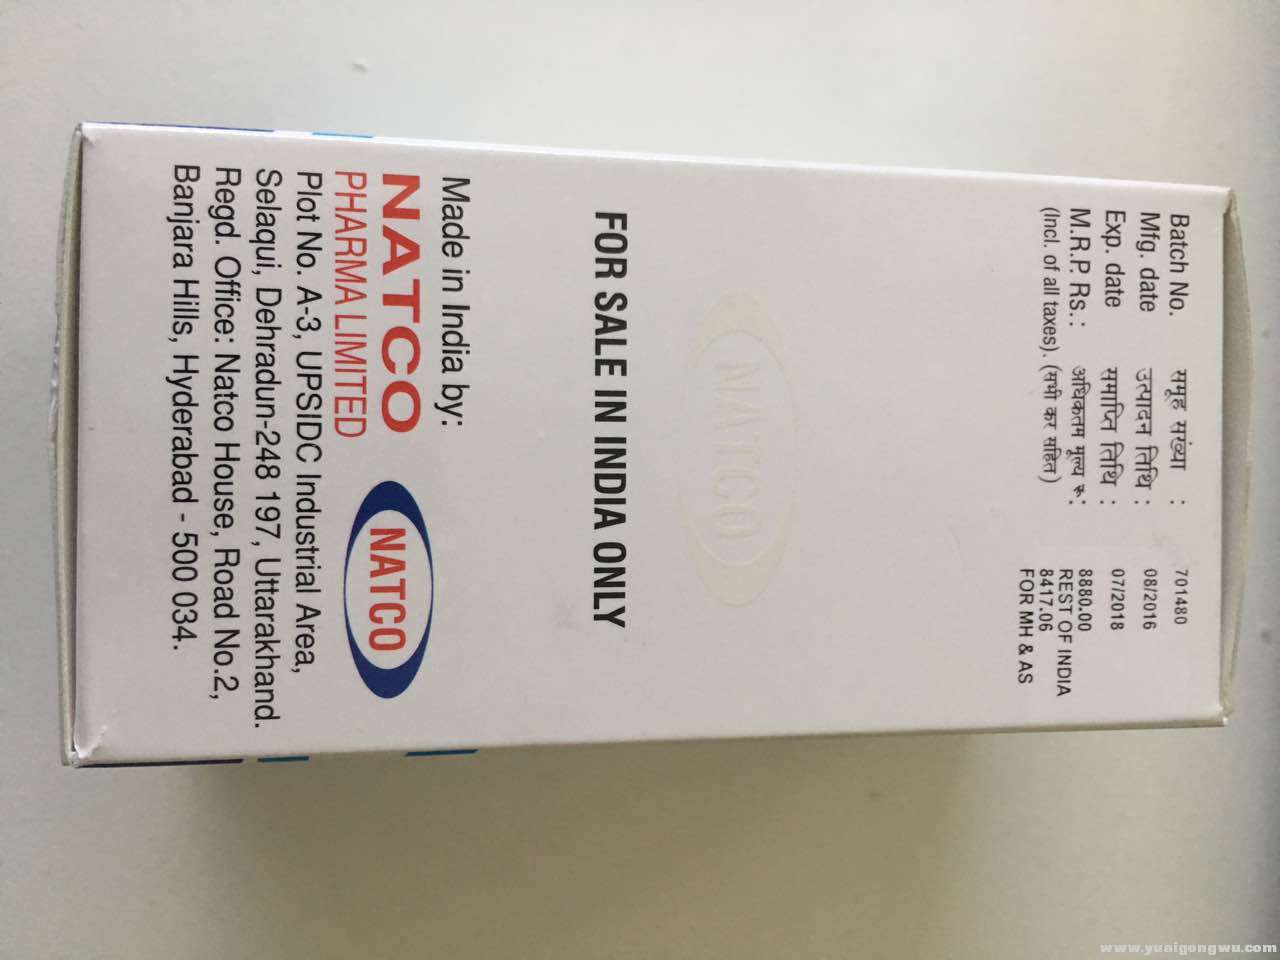 Batch No. समूह संख्या : 701480
Mfg. date उत्पादन तिथि : 08/2016
Exp. date समाप्ति तिथि : 07/2018
M.R.P. Rs.: अधिकतम मूल्य रू: 8880.00
REST OF INDIA
(Incl. of all taxes). (सभी कर सहित) 8417.06
FOR MH & AS
NATCO
FOR SALE IN INDIA ONLY
Made in India by:
NATCO
PHARMA LIMITED
NATCO
Plot No. A-3, UPSIDC Industrial Area,
Selaqui, Dehradun-248 197, Uttarakhand.
Regd. Office: Natco House, Road No.2,
Banjara Hills, Hyderabad - 500 034.
www.yuaigongwu.com